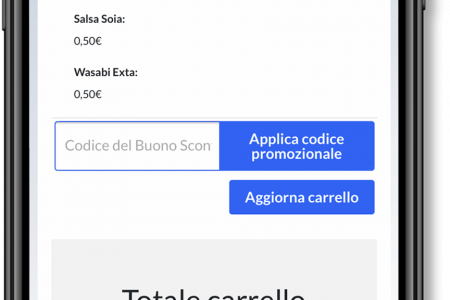 Salsa Soia:
0,50€
Wasabi Exta:
0,50€
Codice del Buono Scon
Applica codice
promozionale
Aggiorna carrello
Totale carrello